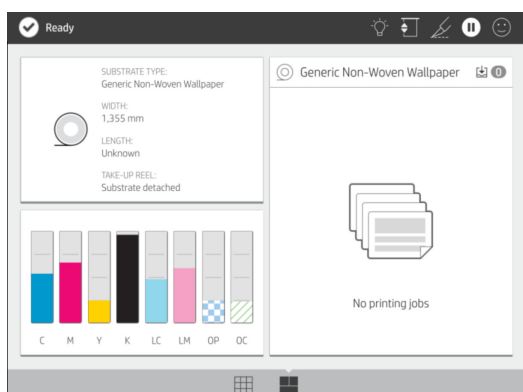 Ready
SUBSTRATE TYPE:
Generic Non-Woven Wallpaper
WIDTH:
1,355 mm
LENGTH:
Unknown
TAKE-UP REEL:
Substrate detached
C M Y K LC LM OP OC
Generic Non-Woven Wallpaper 0
No printing jobs